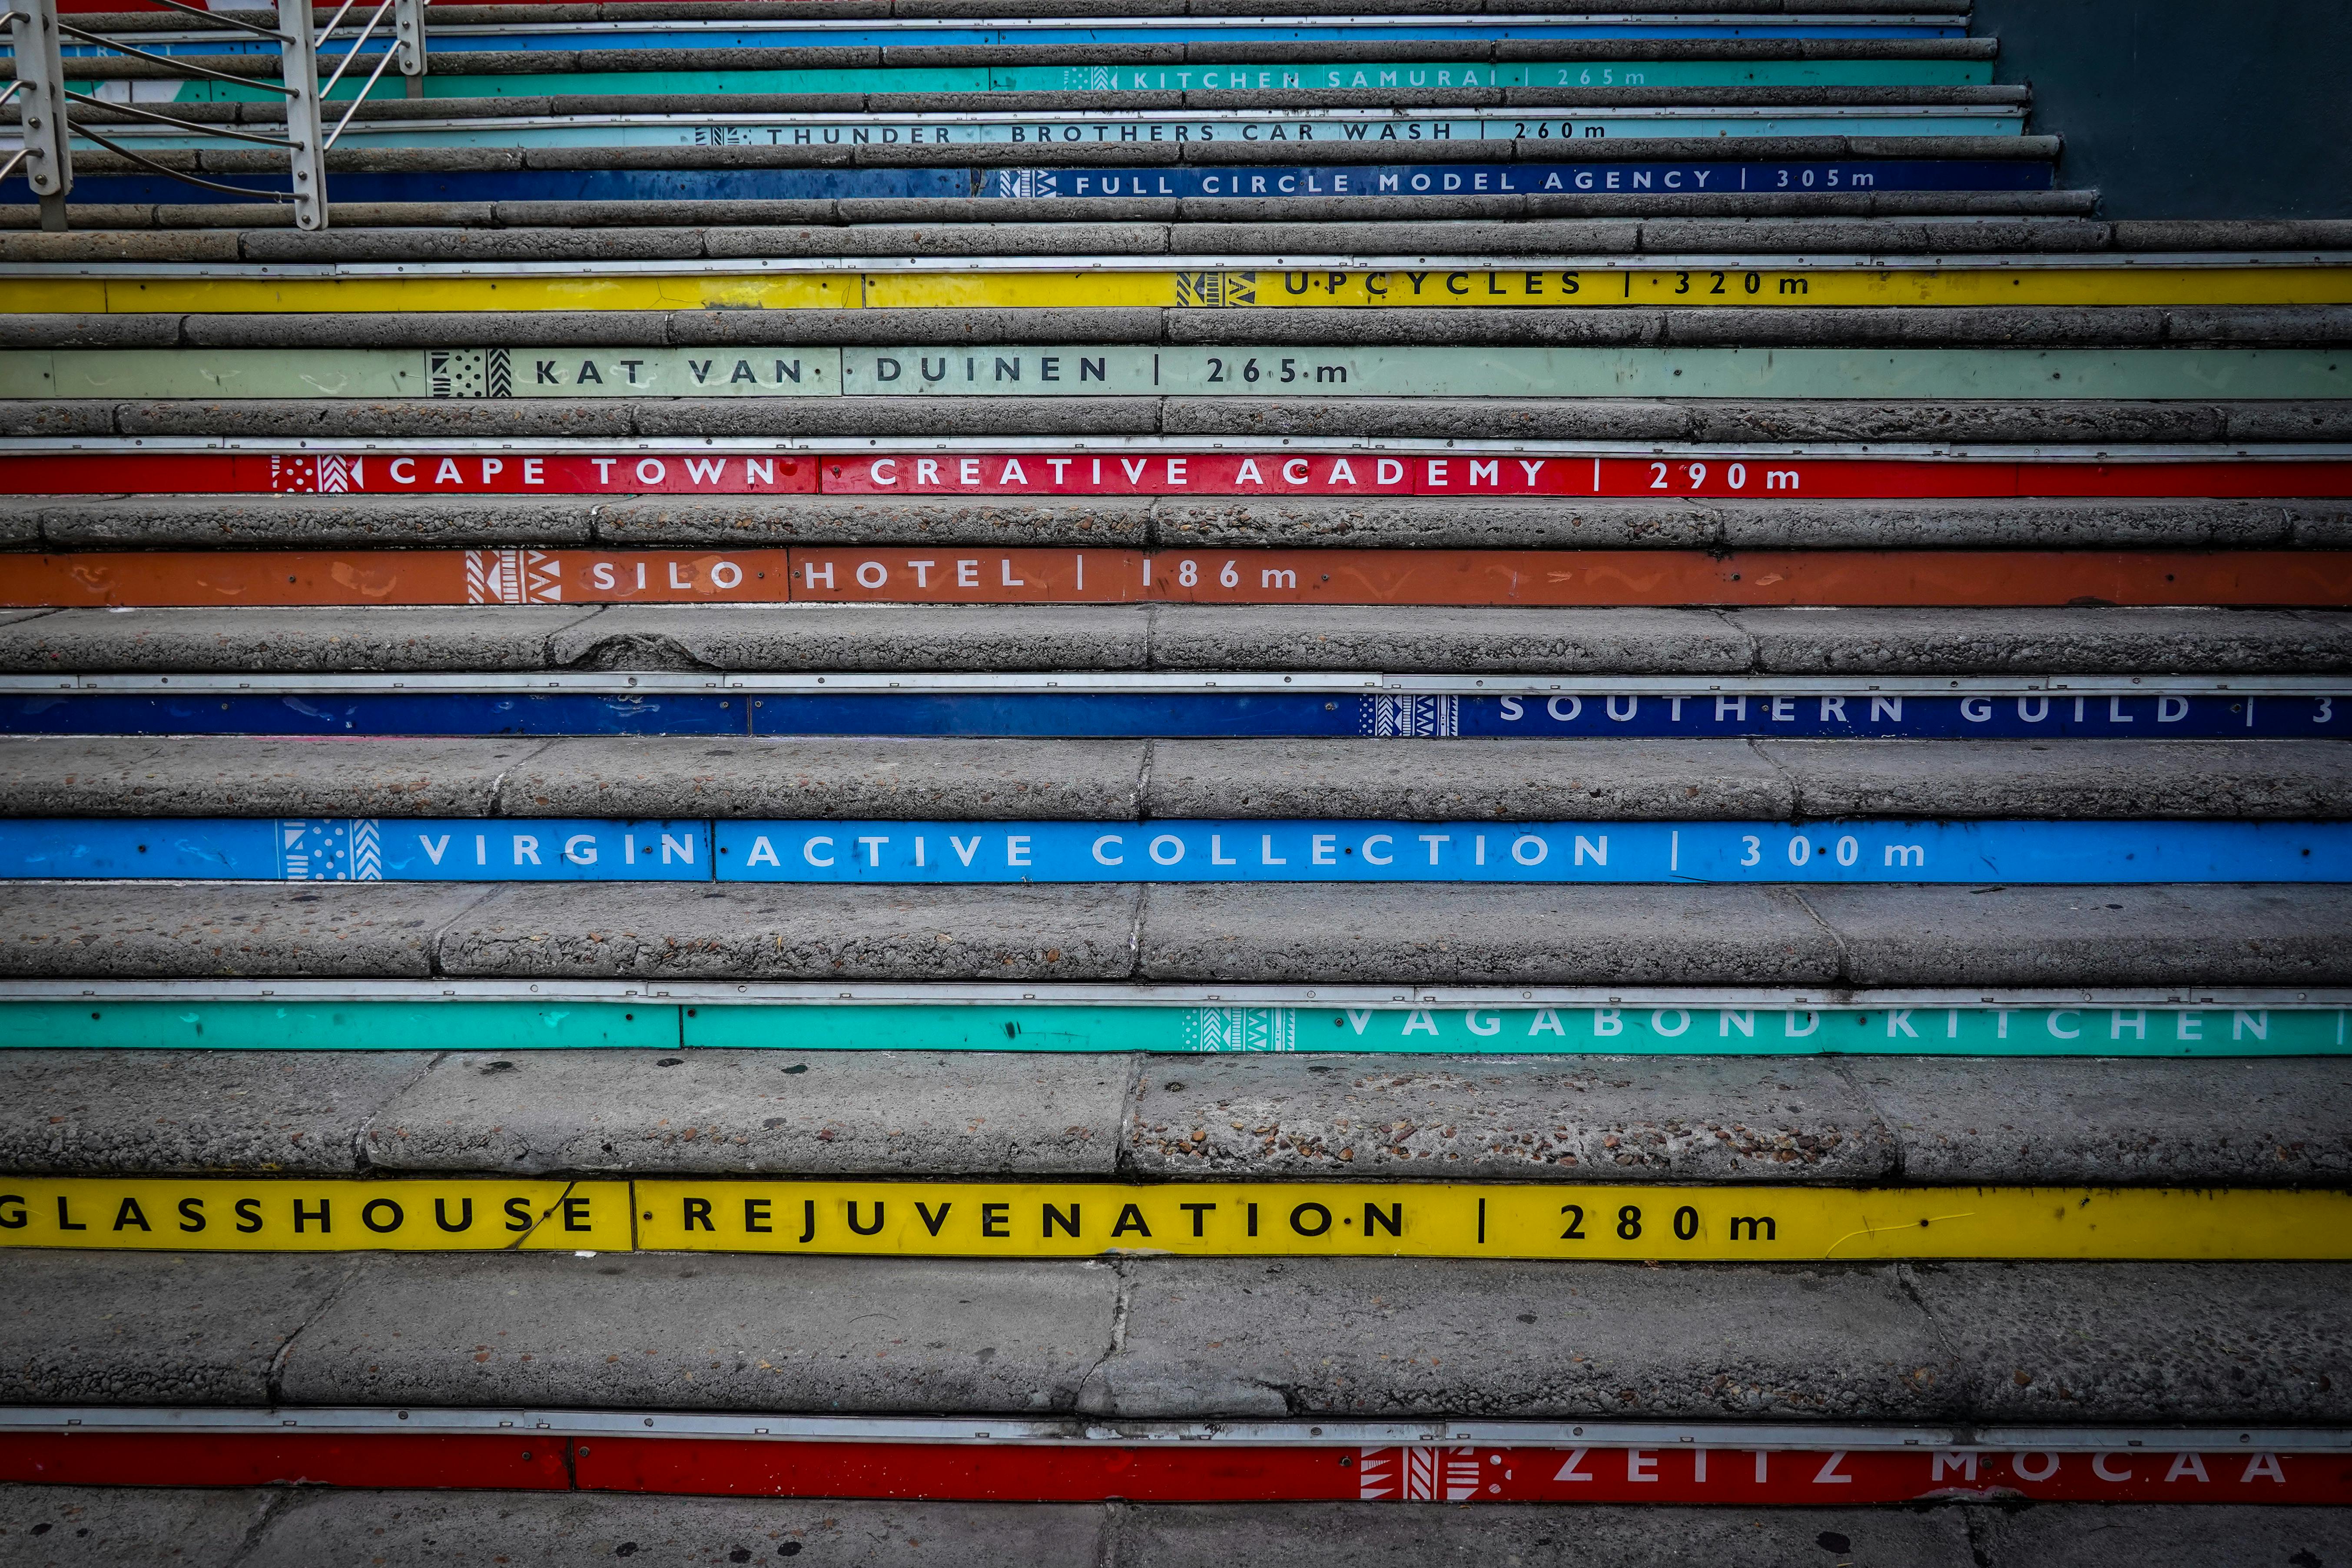 KITCHEN SAMURAI | 265m
THUNDER BROTHERS CAR WASH | 260m
FULL CIRCLE MODEL AGENCY | 305m
UPCYCLES | 320m
KAT VAN DUINEN | 265m
CAPE TOWN CREATIVE ACADEMY | 290m
SILO HOTEL | 186m
SOUTHERN GUILD | 3
VIRGIN ACTIVE COLLECTION | 300m
VAGABOND KITCHEN |
GLASSHOUSE REJUVENATION | 280m
ZEITZ MOCAA